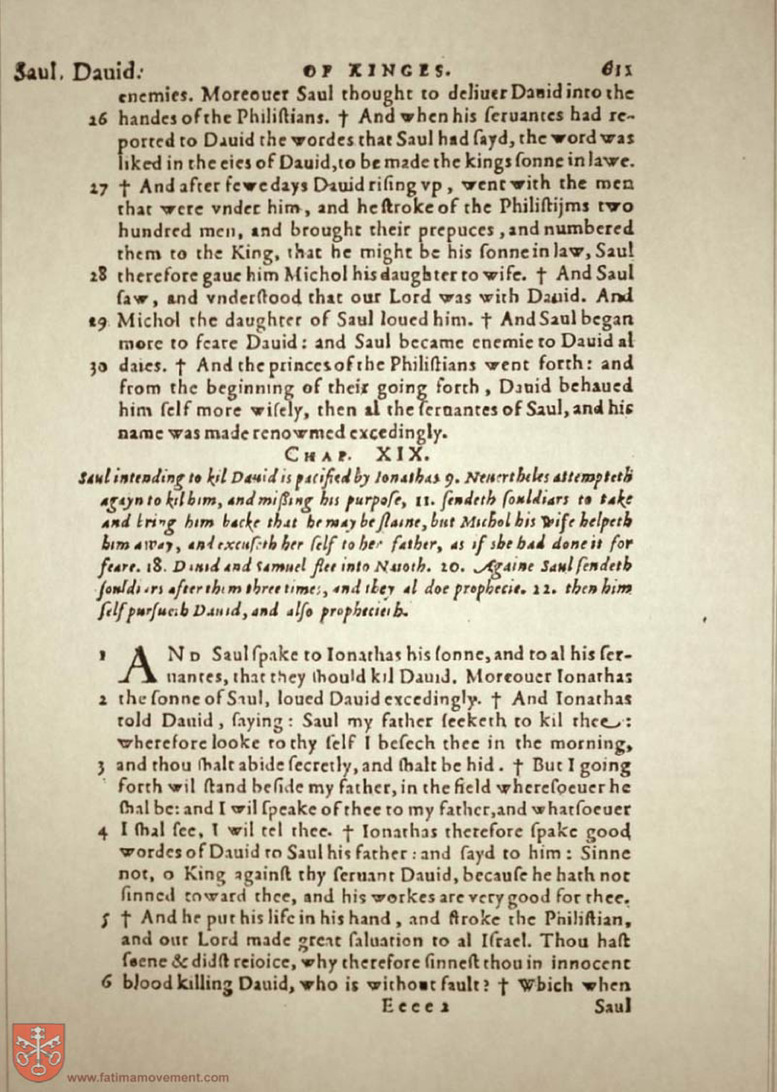 Saul. Dauid. OF KINGES. 611
enemies. Moreouer Saul thought to deliuer Dauid into the
26 handes of the Philiſtians. † And when his ſeruantes had re-
ported to Dauid the wordes that Saul had ſayd, the word was
liked in the eies of Dauid, to be made the kings ſonne in lawe.
27 † And after fewe days Dauid riſing vp, went with the men
that were vnder him, and he ſtroke of the Philiſtijms two
hundred men, and brought their prepuces, and numbered
them to the King, that he might be his ſonne in law, Saul
28 therefore gaue him Michol his daughter to wife. † And Saul
ſaw, and vnderſtood that our Lord was with Dauid. And
29 Michol the daughter of Saul loued him. † And Saul began
more to feare Dauid: and Saul became enemie to Dauid al
30 daies. † And the princes of the Philiſtians went forth: and
from the beginning of their going forth, Dauid behaued
him ſelf more wiſely, then al the ſeruantes of Saul, and his
name was made renowmed excedingly.
CHAP. XIX.
Saul intending to kil Dauid is pacified by Ionathas 9. Neuertheles attempteth
agayn to kil him, and miſſing his purpoſe, 11. ſendeth ſouldiars to take
and bring him backe that he may be ſlaine, but Michol his wife helpeth
him away, and excuſeth her ſelf to her father, as if she had done it for
feare. 18. Dauid and Samuel flee into Naioth. 20. Againe Saul ſendeth
ſouldiars after them three times, and they al doe prophecie. 22. then him
ſelf purſueth Dauid, and alſo prophecieth.
1 AND Saul ſpake to Ionathas his ſonne, and to al his ſer-
uantes, that they ſhould kil Dauid. Moreouer Ionathas
2 the ſonne of Saul, loued Dauid excedingly. † And Ionathas
told Dauid, ſaying: Saul my father ſeeketh to kil thee:
wherefore looke to thy ſelf I beſech thee in the morning,
3 and thou ſhalt abide ſecretly, and ſhalt be hid. † But I going
forth wil ſtand beſide my father, in the field whereſoeuer he
ſhal be: and I wil ſpeake of thee to my father, and whatſoeuer
4 I ſhal ſee, I wil tel thee. † Ionathas therefore ſpake good
wordes of Dauid to Saul his father: and ſayd to him: Sinne
not, o King againſt thy ſeruant Dauid, becauſe he hath not
ſinned toward thee, and his workes are very good for thee.
5 † And he put his life in his hand, and ſtroke the Philiſtian,
and our Lord made great ſaluation to al Iſrael. Thou haſt
ſeene & didſt reioice, why therefore ſinneſt thou in innocent
6 blood killing Dauid, who is without fault? † Which when
Eeee 2 Saul
www.fatimamovement.com